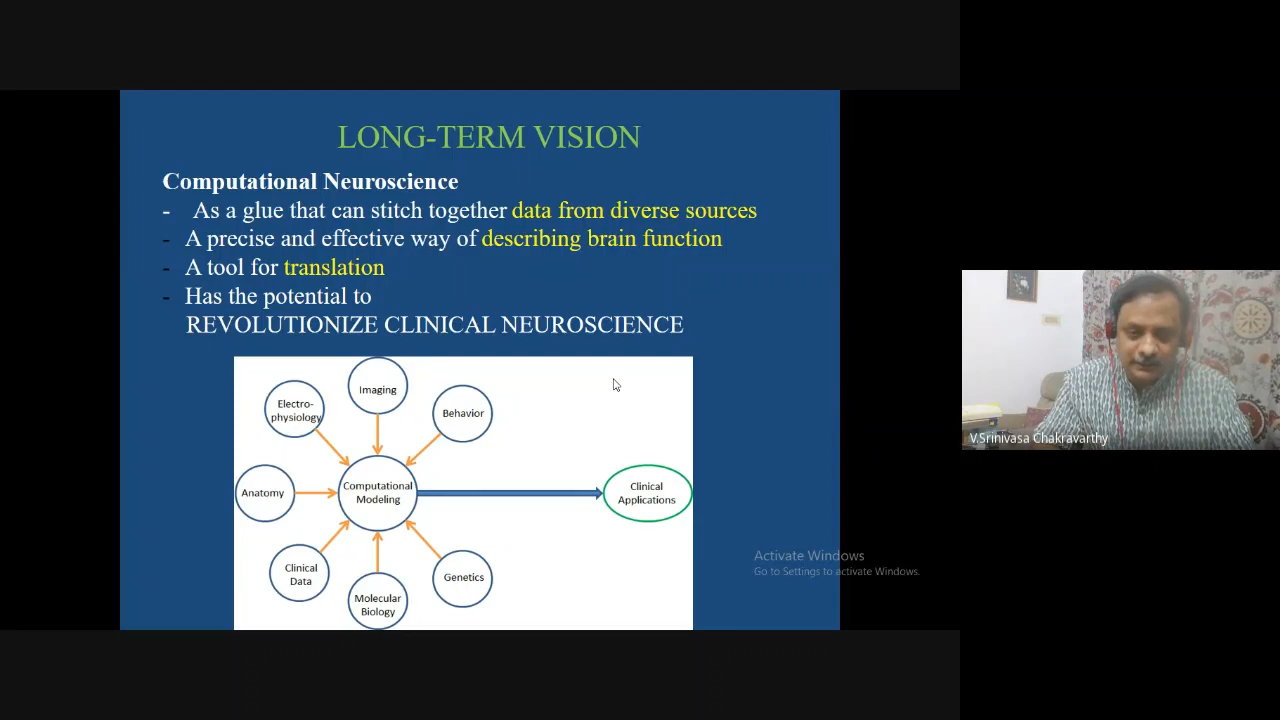 LONG-TERM VISION
Computational Neuroscience
- As a glue that can stitch together data from diverse sources
- A precise and effective way of describing brain function
- A tool for translation
- Has the potential to
REVOLUTIONIZE CLINICAL NEUROSCIENCE
Imaging
Electro-
physiology
Behavior
Anatomy
Computational
Modeling
Clinical
Applications
Clinical
Data
Molecular
Biology
Genetics
V.Srinivasa Chakravarthy
Activate Windows
Go to Settings to activate Windows.